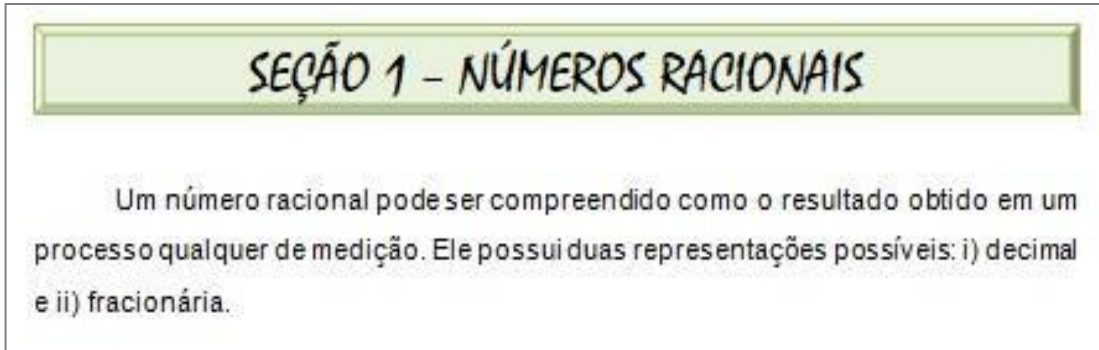 SEÇÃO 1 – NÚMEROS RACIONAIS
Um número racional pode ser compreendido como o resultado obtido em um
processo qualquer de medição. Ele possui duas representações possíveis: i) decimal
e ii) fracionária.